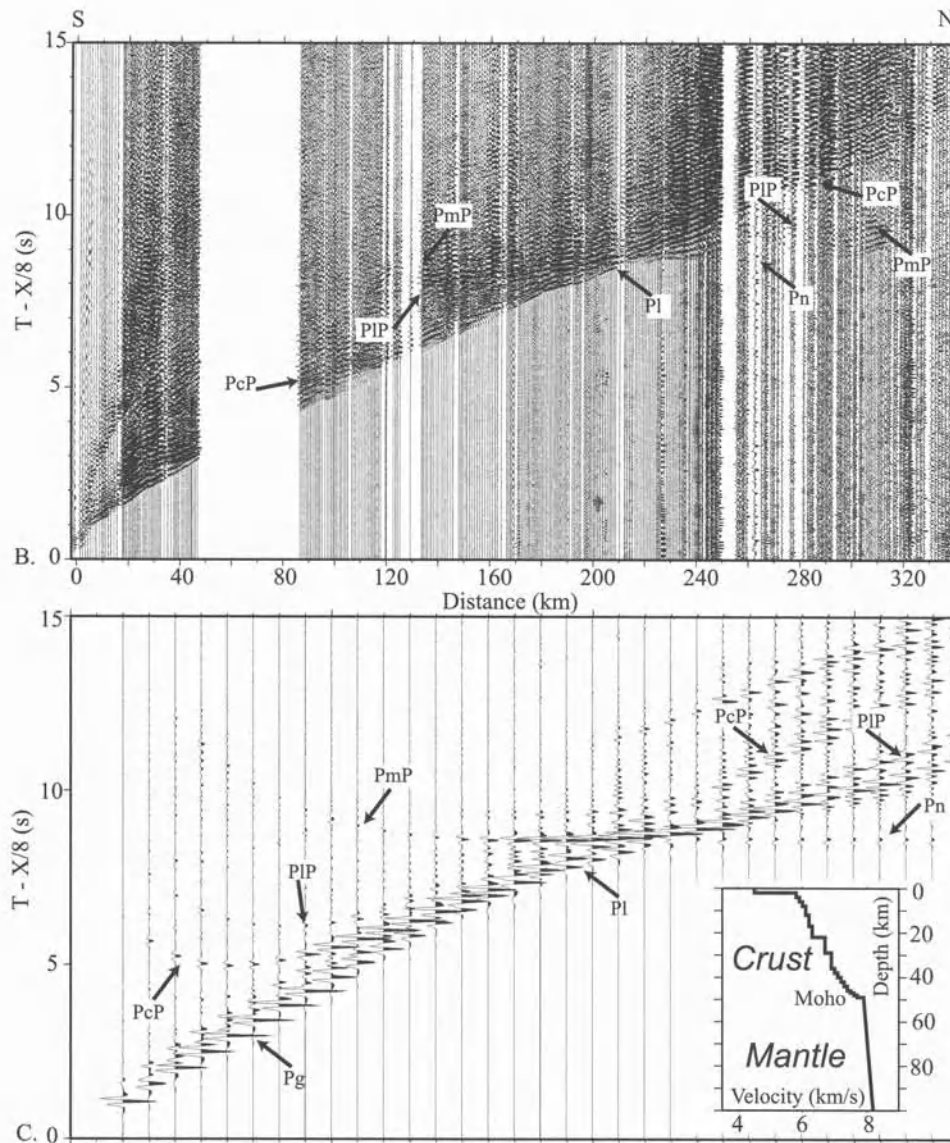 S N
15
10
5
0
T - X/8 (s)
PcP
PlP
PmP
Pl
PlP
Pn
PcP
PmP
B.
0 40 80 120 160 200 240 280 320
Distance (km)
15
10
5
0
T - X/8 (s)
PcP
Pg
PlP
PmP
Pl
PcP
PlP
Pn
C.
Crust
Moho
Mantle
Depth (km)
0
20
40
60
80
Velocity (km/s)
4 6 8